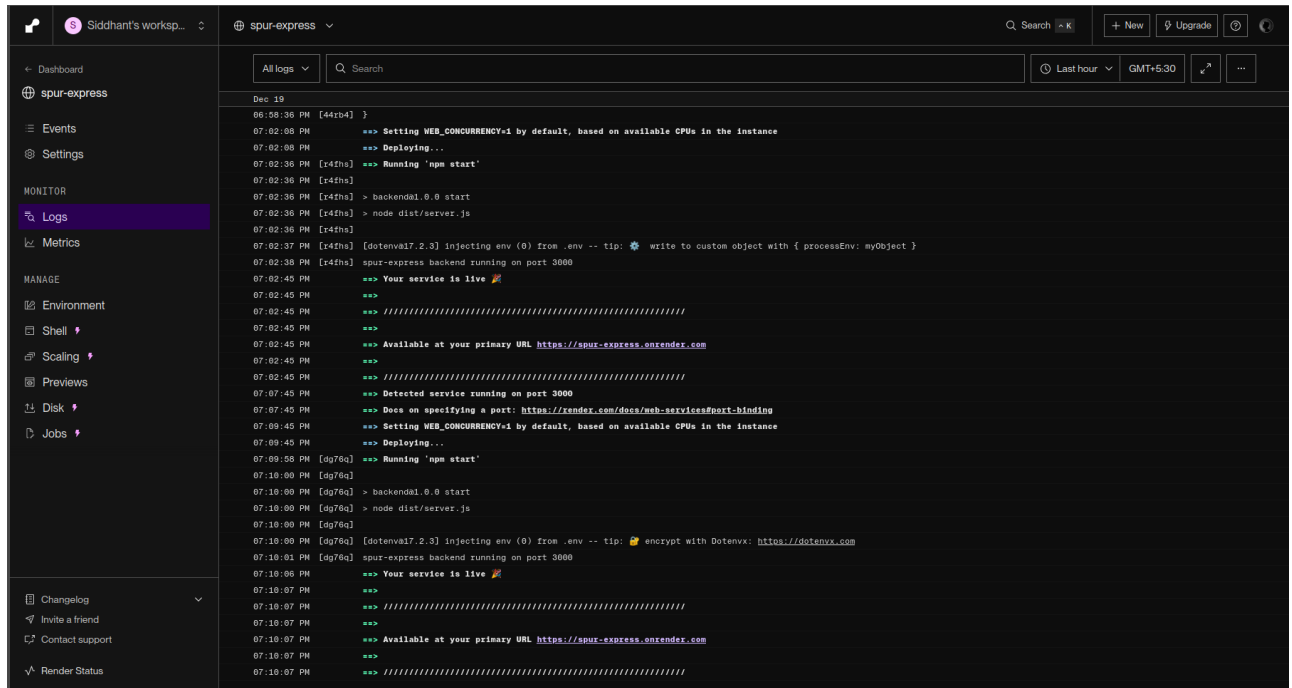 S Siddhant's worksp...
spur-express
Search ^ K
+ New
Upgrade
← Dashboard
spur-express
Events
Settings
MONITOR
Logs
Metrics
MANAGE
Environment
Shell
Scaling
Previews
Disk
Jobs
Changelog
Invite a friend
Contact support
Render Status
All logs
Search
Last hour
GMT+5:30
...
Dec 19
06:58:36 PM [44rb4] }
07:02:08 PM ==> Setting WEB_CONCURRENCY=1 by default, based on available CPUs in the instance
07:02:08 PM ==> Deploying...
07:02:36 PM [r4fhs] ==> Running 'npm start'
07:02:36 PM [r4fhs]
07:02:36 PM [r4fhs] > backend@1.0.0 start
07:02:36 PM [r4fhs] > node dist/server.js
07:02:36 PM [r4fhs]
07:02:37 PM [r4fhs] [dotenv@17.2.3] injecting env (0) from .env -- tip: ⚙️ write to custom object with { processEnv: myObject }
07:02:38 PM [r4fhs] spur-express backend running on port 3000
07:02:45 PM ==> Your service is live 🎉
07:02:45 PM ==>
07:02:45 PM ==> ///////////////////////////////////////////////////////////
07:02:45 PM ==>
07:02:45 PM ==> Available at your primary URL https://spur-express.onrender.com
07:02:45 PM ==>
07:02:45 PM ==> ///////////////////////////////////////////////////////////
07:07:45 PM ==> Detected service running on port 3000
07:07:45 PM ==> Docs on specifying a port: https://render.com/docs/web-services#port-binding
07:09:45 PM ==> Setting WEB_CONCURRENCY=1 by default, based on available CPUs in the instance
07:09:45 PM ==> Deploying...
07:09:58 PM [dg76q] ==> Running 'npm start'
07:10:00 PM [dg76q]
07:10:00 PM [dg76q] > backend@1.0.0 start
07:10:00 PM [dg76q] > node dist/server.js
07:10:00 PM [dg76q]
07:10:00 PM [dg76q] [dotenv@17.2.3] injecting env (0) from .env -- tip: 🔐 encrypt with Dotenvx: https://dotenvx.com
07:10:01 PM [dg76q] spur-express backend running on port 3000
07:10:06 PM ==> Your service is live 🎉
07:10:07 PM ==>
07:10:07 PM ==> ///////////////////////////////////////////////////////////
07:10:07 PM ==>
07:10:07 PM ==> Available at your primary URL https://spur-express.onrender.com
07:10:07 PM ==>
07:10:07 PM ==> ///////////////////////////////////////////////////////////